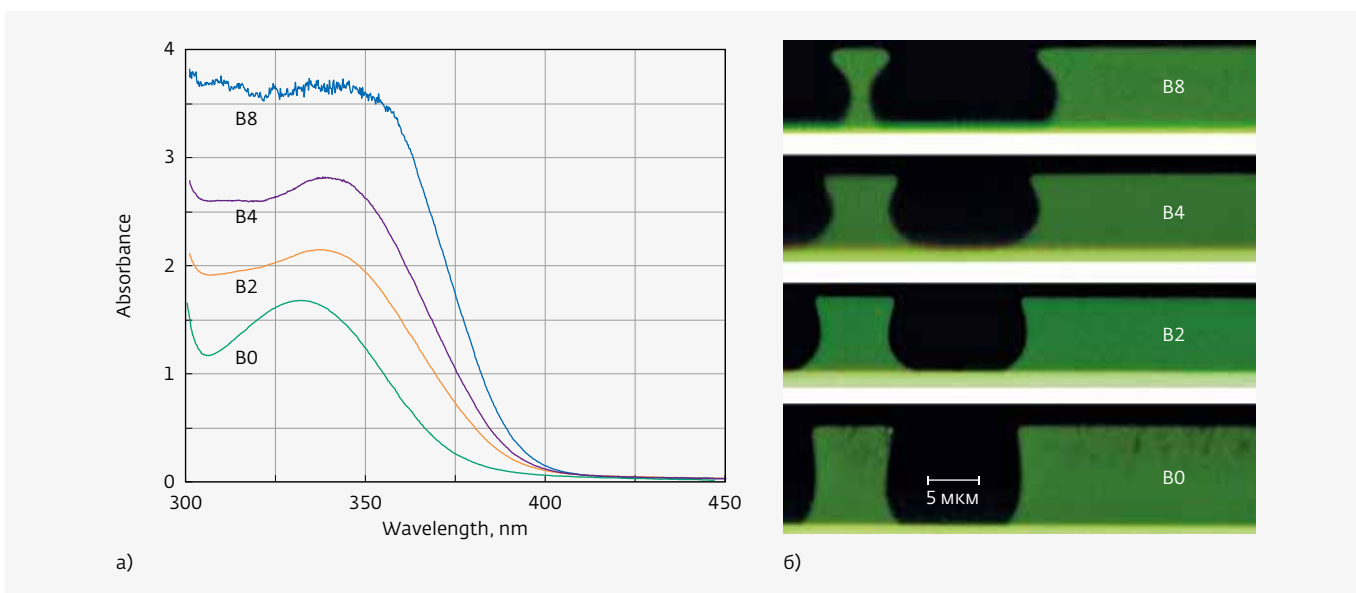 4
3
2
1
0
Absorbance
B8
B4
B2
B0
300
350
400
450
Wavelength, nm
а)
B8
B4
B2
B0
5 мкм
б)